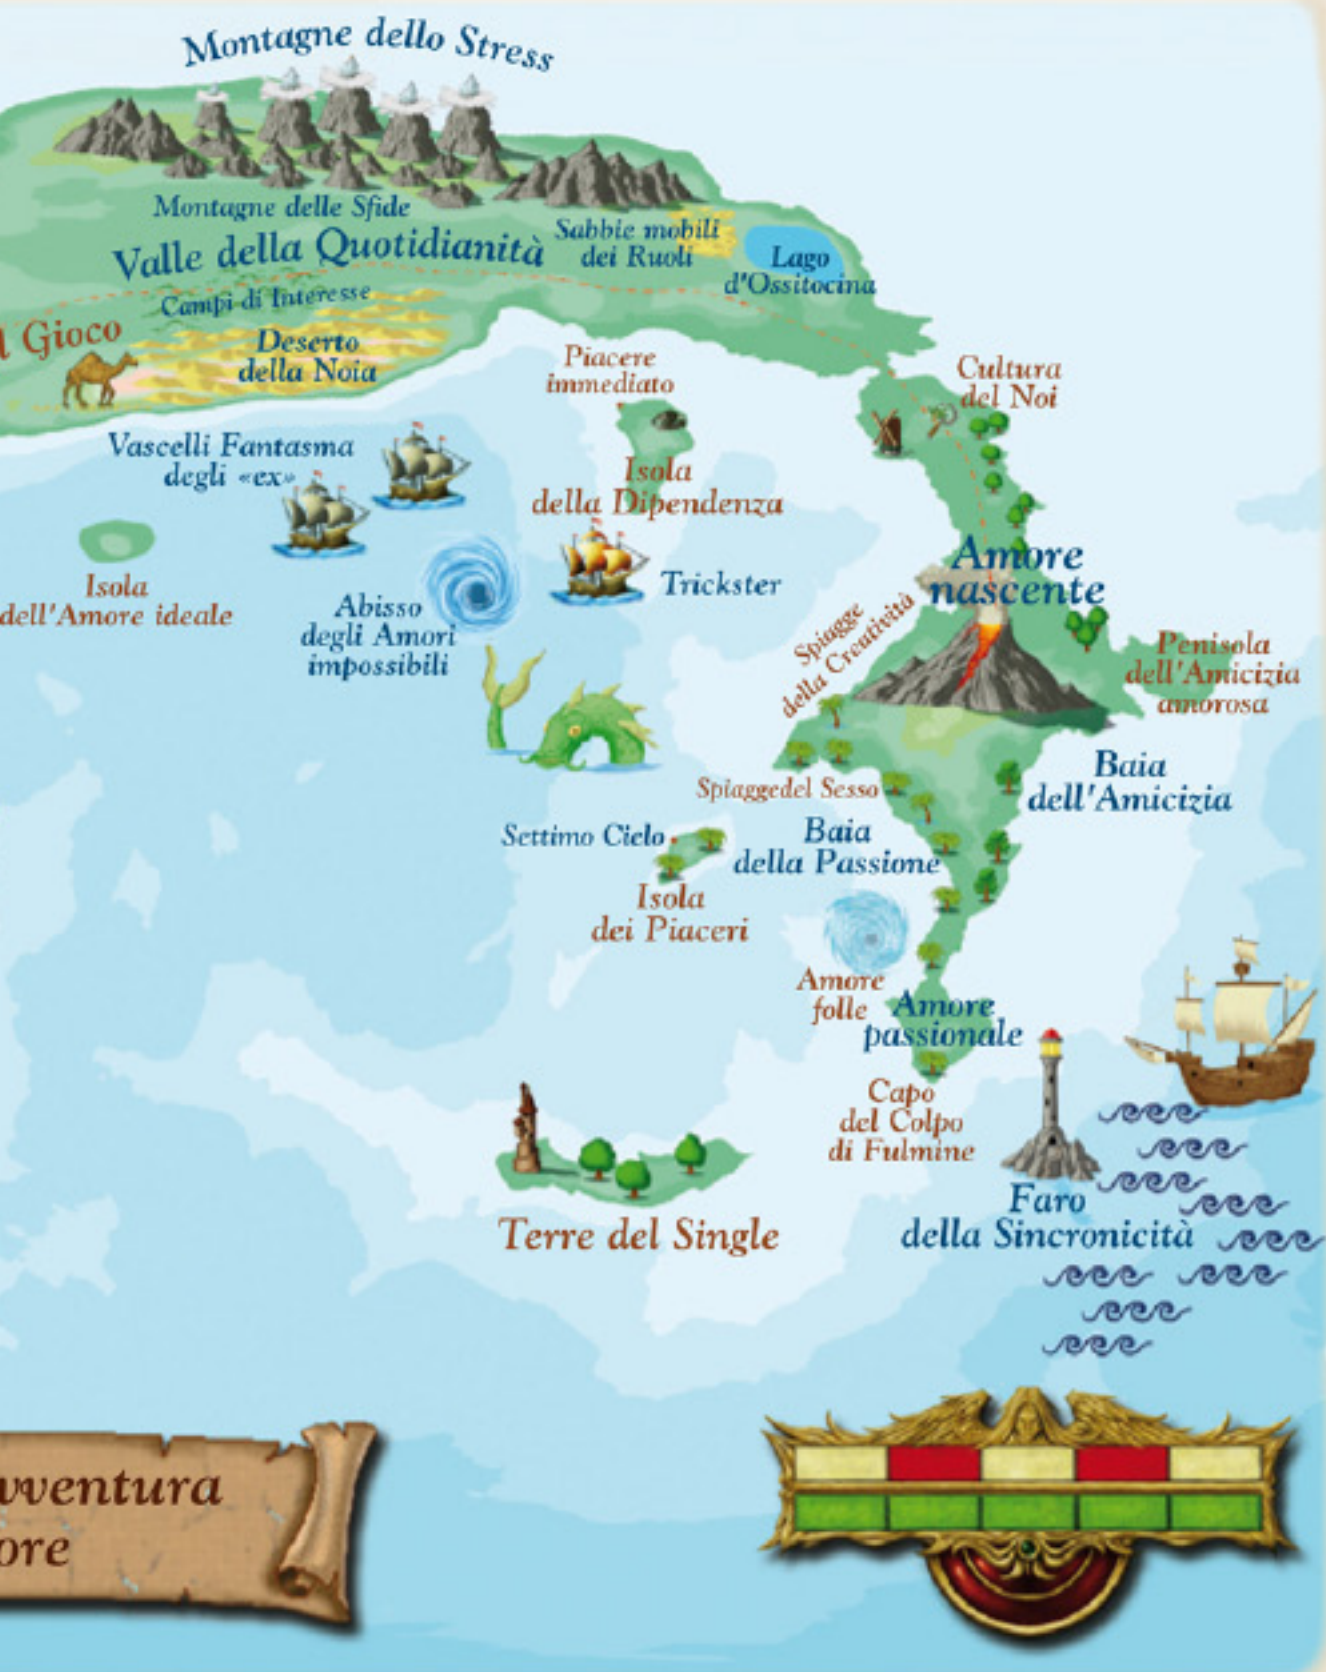 Montagne dello Stress
Montagne delle Sfide
Valle della Quotidianità
Sabbie mobili
dei Ruoli
Lago
d'Ossitocina
Campi di Interesse
l Gioco
Deserto
della Noia
Piacere
immediato
Cultura
del Noi
Vascelli Fantasma
degli «ex»
Isola
della Dipendenza
Isola
dell'Amore ideale
Abisso
degli Amori
impossibili
Trickster
Amore
nascente
Spiagge
della Creatività
Penisola
dell'Amicizia
amorosa
Baia
dell'Amicizia
Spiaggedel Sesso
Settimo Cielo
Baia
della Passione
Isola
dei Piaceri
Amore
folle
Amore
passionale
Capo
del Colpo
di Fulmine
Terre del Single
Faro
della Sincronicità
vventura
ore